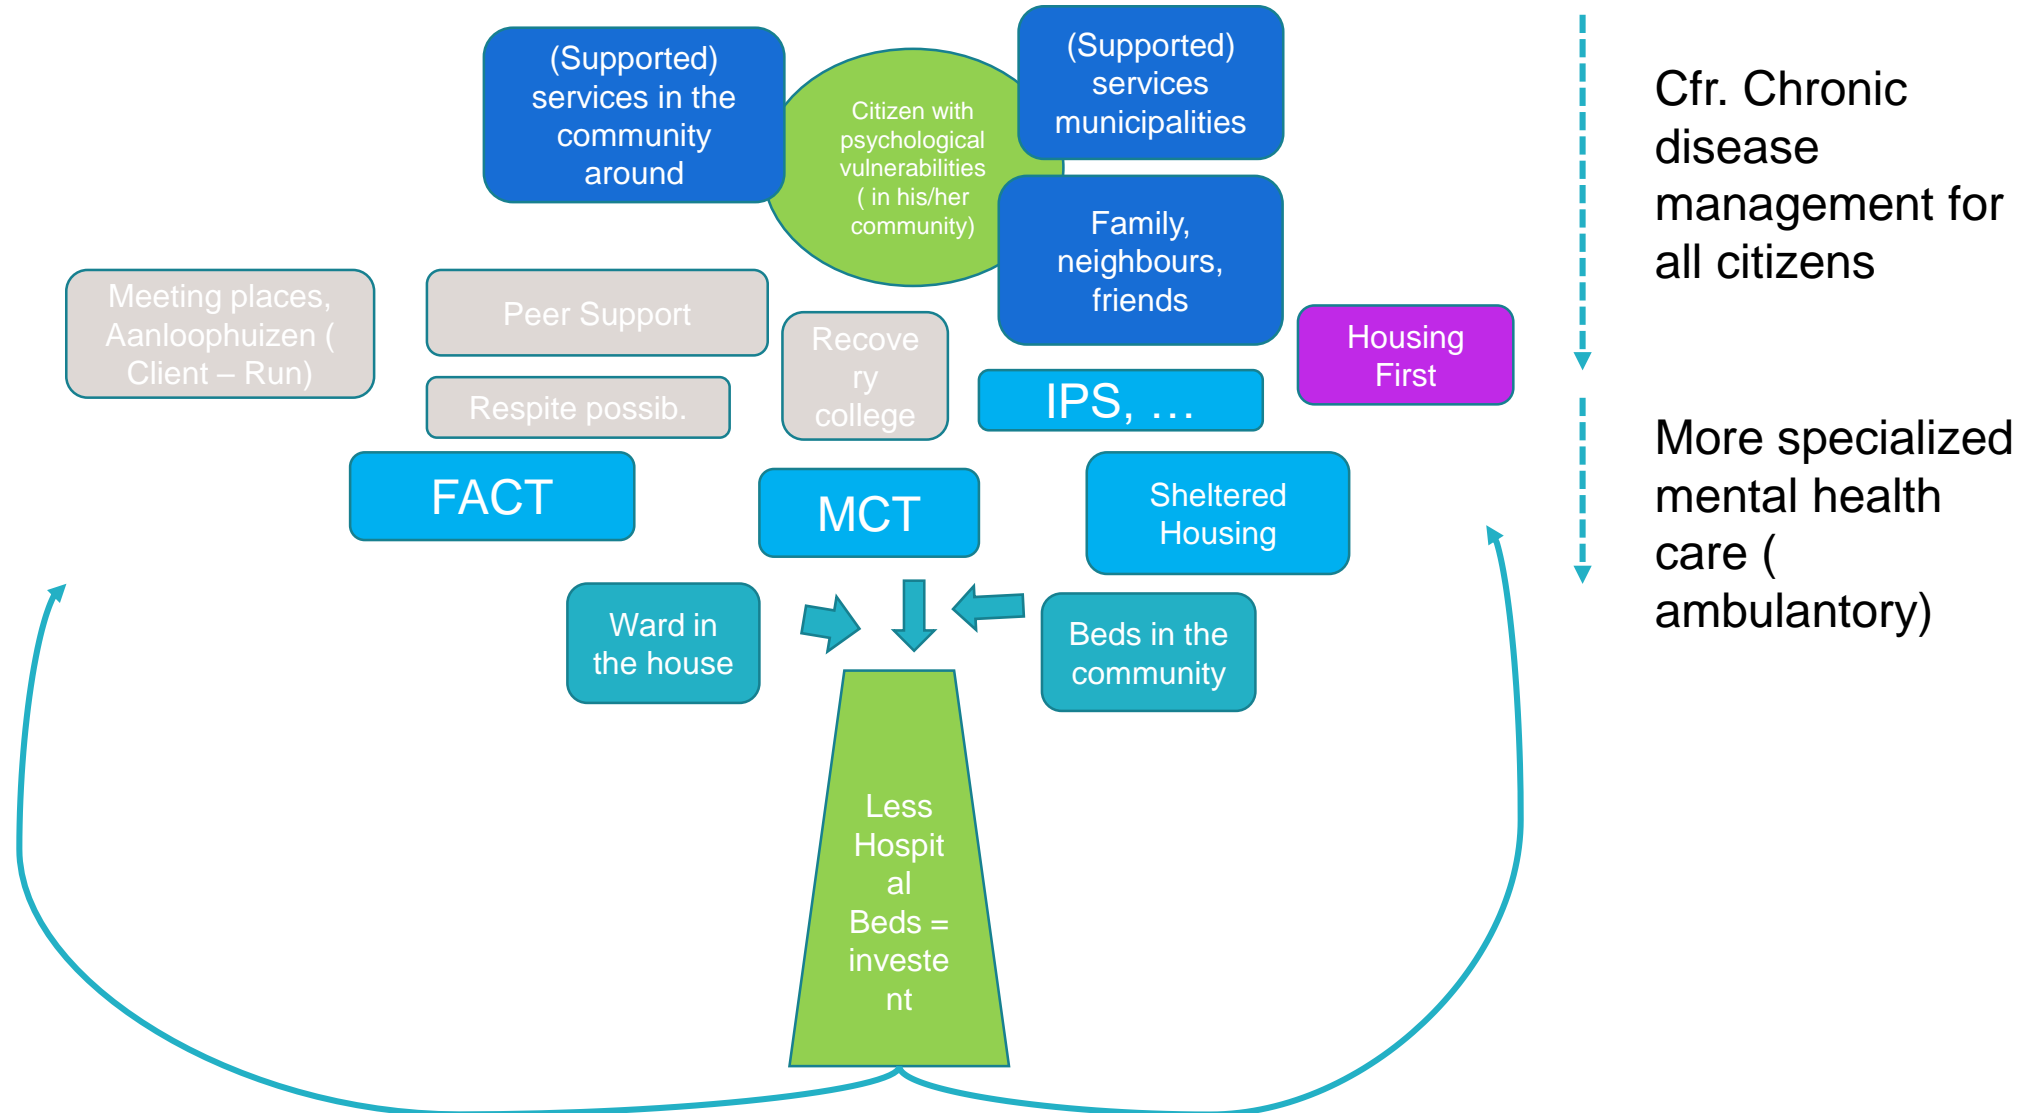 (Supported)
services in the
community
around
Citizen with
psychological
vulnerabilities
( in his/her
community)
(Supported)
services
municipalities
Family,
neighbours,
friends
Cfr. Chronic
disease
management for
all citizens
Meeting places,
Aanloophuizen (
Client – Run)
Peer Support
Respite possib.
Recove
ry
college
IPS, …
Housing
First
FACT
MCT
Sheltered
Housing
More specialized
mental health
care (
ambulantory)
Ward in
the house
Beds in the
community
Less
Hospit
al
Beds =
investe
nt